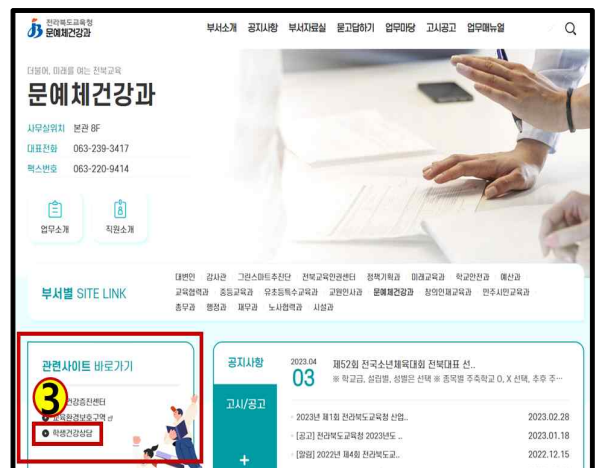 전라북도교육청
문예체건강과
부서소개 공지사항 부서자료실 묻고답하기 업무마당 고시공고 업무매뉴얼
더불어, 미래를 여는 전북교육
문예체건강과
사무실위치 본관 8F
대표전화 063-239-3417
팩스번호 063-220-9414
업무소개 직원소개
부서별 SITE LINK
대변인 감사관 그린스마트추진단 전북교육인권센터 정책기획과 미래교육과 학교안전과 예산과
교육협력과 중등교육과 유초등특수교육과 교원인사과 문예체건강과 창의인재교육과 민주시민교육과
총무과 행정과 재무과 노사협력과 시설과
관련사이트 바로가기
3
건강증진센터
교육환경보호구역
학생건강상담
공지사항
고시/공고
+
2023.04
03
제52회 전국소년체육대회 전북대표 선..
※ 학교급, 설립별, 성별은 선택 ※ 종목별 주축학교 O, X 선택, 추후 주…
2023년 제1회 전라북도교육청 산업.. 2023.02.28
[공고] 전라북도교육청 2023년도 .. 2023.01.18
[알림] 2022년 제4회 전라북도교.. 2022.12.15